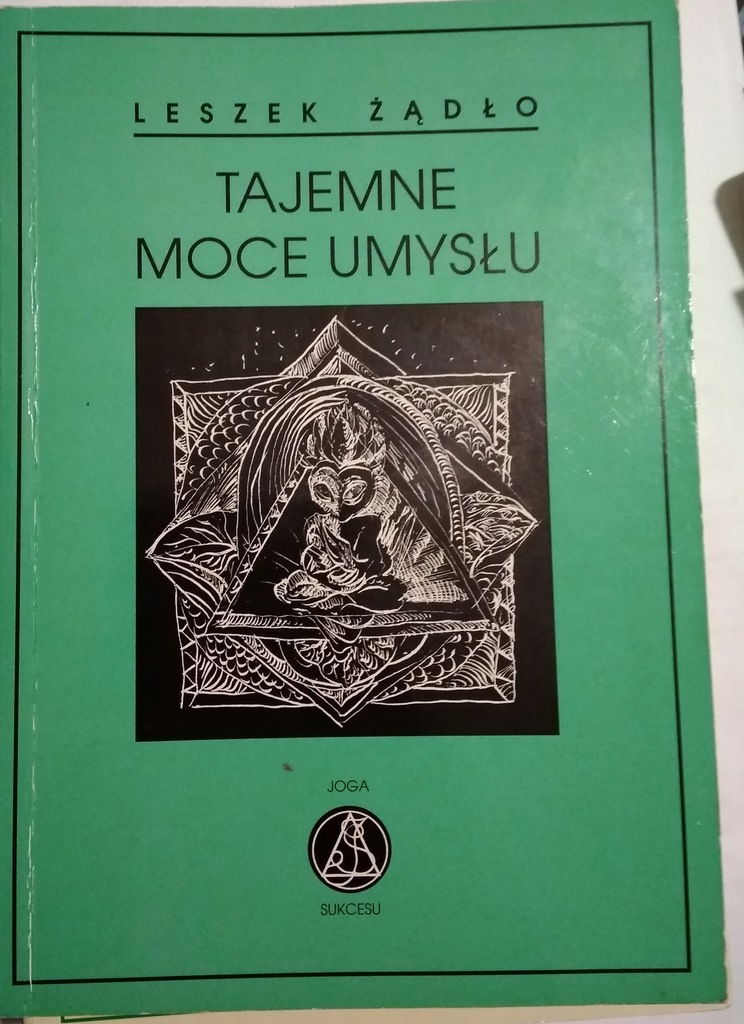 LESZEK ŻĄDŁO
TAJEMNE
MOCE UMYSŁU
JOGA
SUKCESU